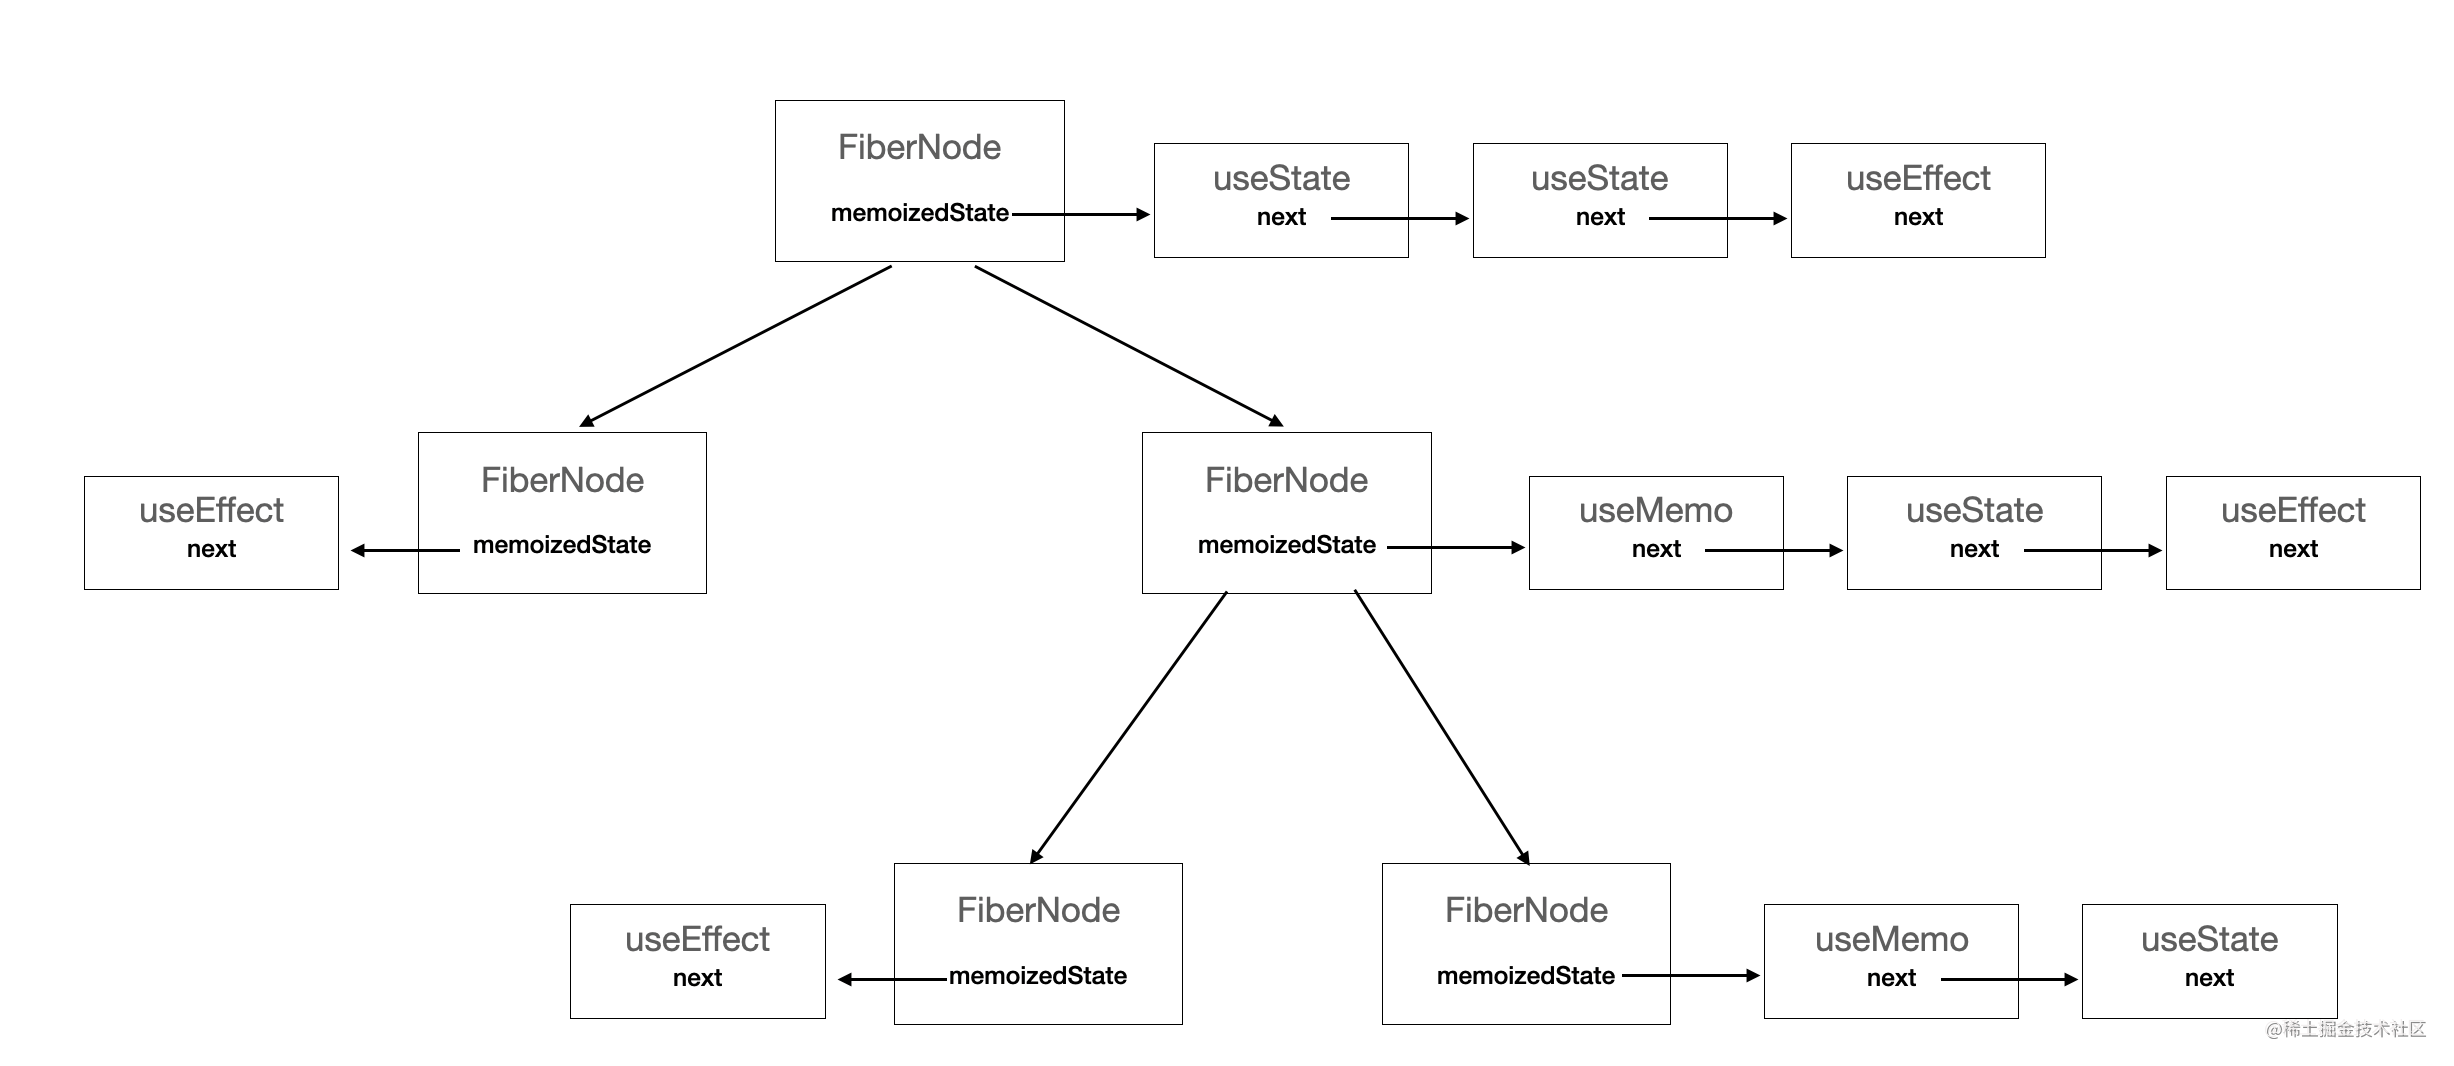 FiberNode
memoizedState
useState
next
useState
next
useEffect
next
useEffect
next
FiberNode
memoizedState
FiberNode
memoizedState
useMemo
next
useState
next
useEffect
next
useEffect
next
FiberNode
memoizedState
FiberNode
memoizedState
useMemo
next
useState
next
@稀土掘金技术社区